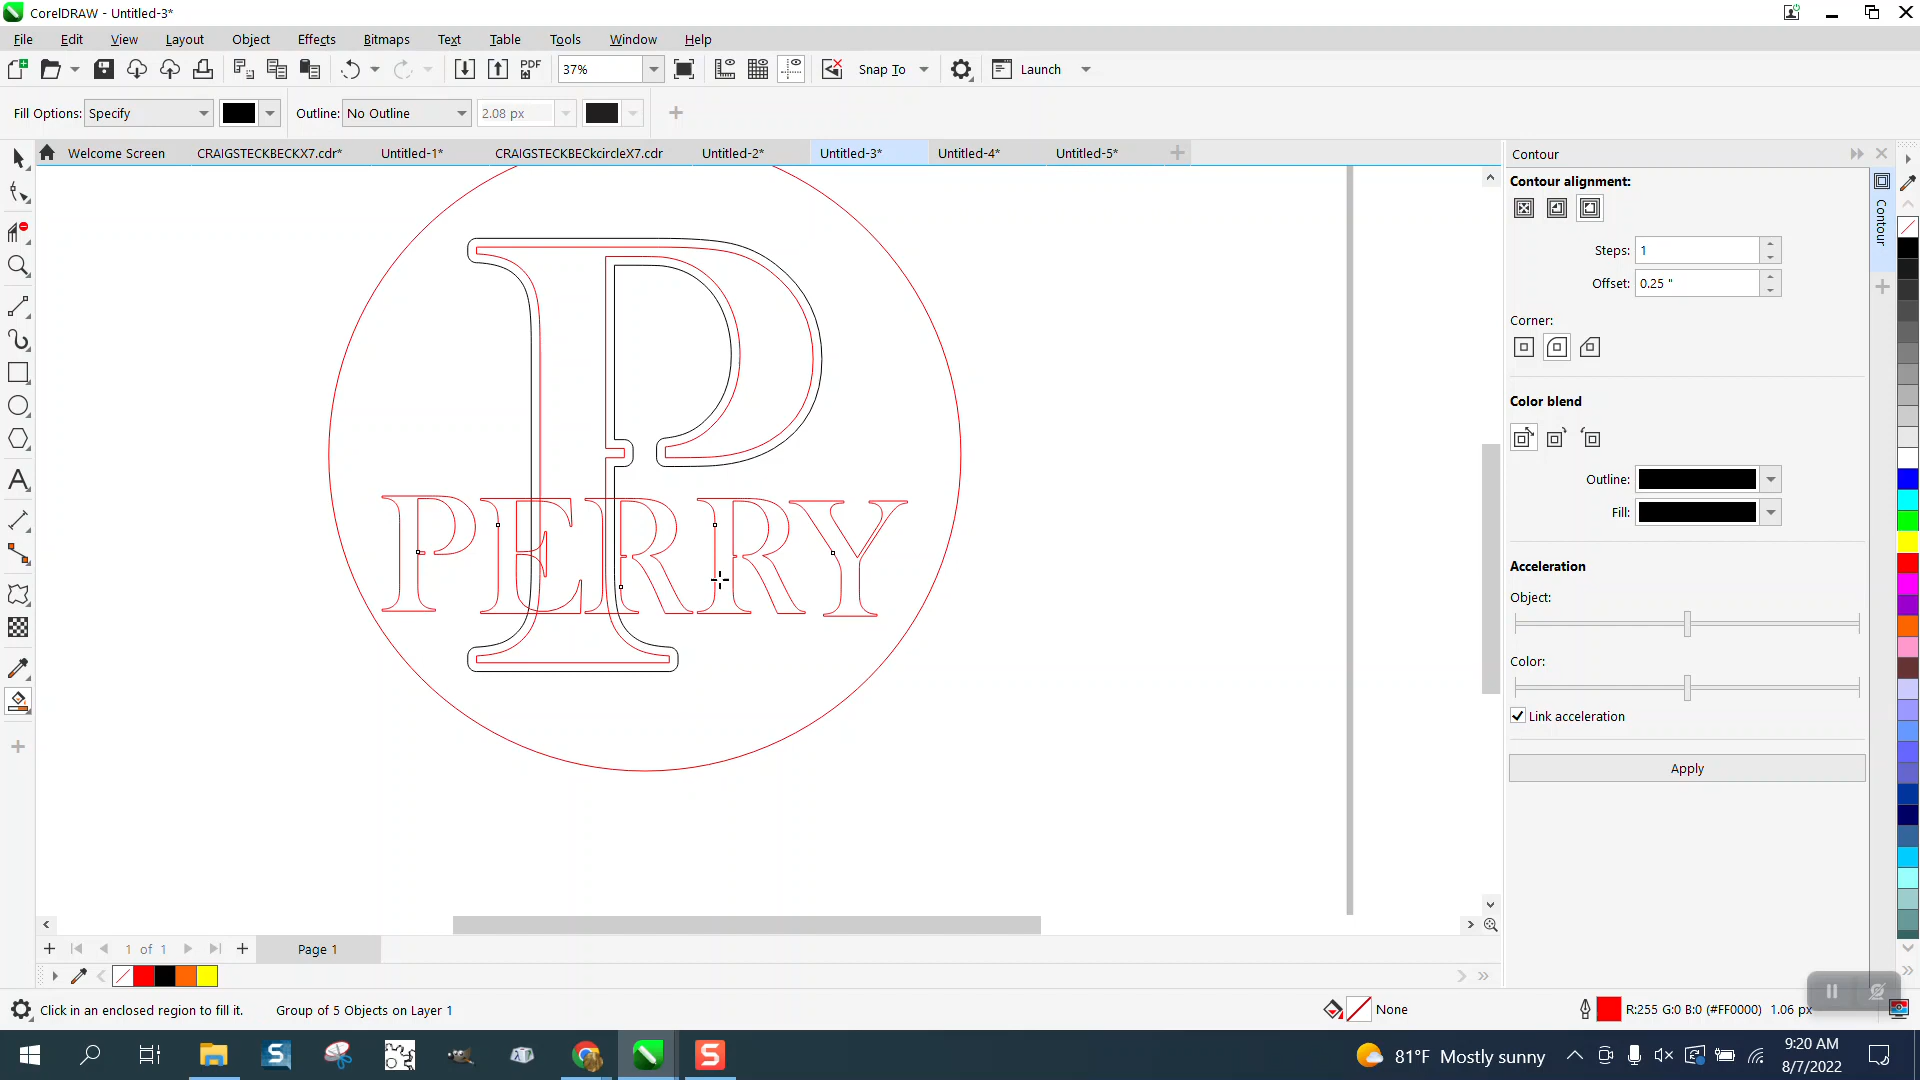 CorelDRAW - Untitled-3*
File Edit View Layout Object Effects Bitmaps Text Table Tools Window Help
PDF 37% Snap To Launch
Fill Options: Specify Outline: No Outline 2.08 px
Welcome Screen CRAIGSTECKBECKX7.cdr* Untitled-1* CRAIGSTECKBECkcircleX7.cdr Untitled-2* Untitled-3* Untitled-4* Untitled-5*
Contour
Contour alignment:
Steps: 1
Offset: 0.25 "
Corner:
Color blend
Outline:
Fill:
Acceleration
Object:
Color:
Link acceleration
Apply
Contour
P
PERRY
1 of 1 Page 1
Click in an enclosed region to fill it. Group of 5 Objects on Layer 1 None R:255 G:0 B:0 (#FF0000) 1.06 px
81°F Mostly sunny
9:20 AM
8/7/2022